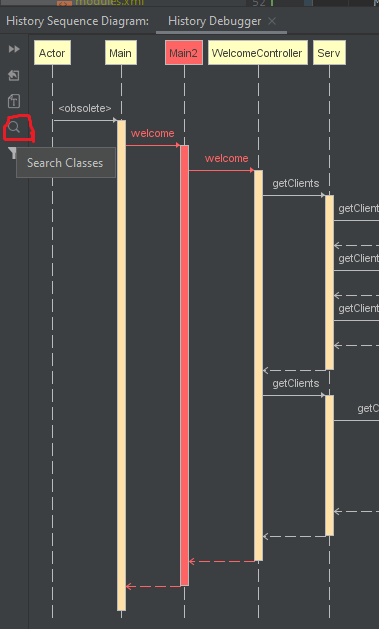 modules.xml
52
History Sequence Diagram:
History Debugger
Actor
Main
Main2
WelcomeController
Serv
<obsolete>
welcome
Search Classes
welcome
getClients
getClient
getClient
getClient
getClients
getC